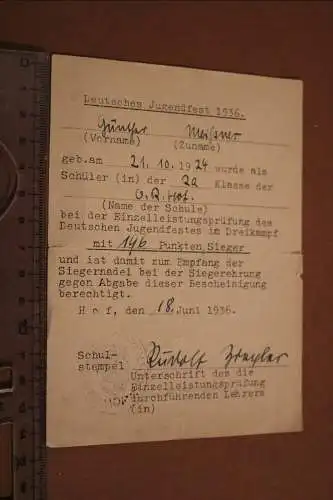 Deutsches Jugendfest 1936.
Günther Meißner
(Vorname) (Zuname)
geb.am 21. 10. 1924 wurde als
Schüler (in) der 2a Klasse der
O.R. Hof.
(Name der Schule)
bei der Einzelleistungsprüfung des
Deutschen Jugendfestes im Dreikampf
mit 196 Punkten Sieger
und ist damit zum Empfang der
Siegernadel bei der Siegerehrung
gegen Abgabe dieser Bescheinigung
berechtigt.
H o f, den 18. Juni 1936.
Schul-
stempel Rudolf
Unterschrift des die
Einzelleistungsprüfung
durchführenden Lehrers
(in)